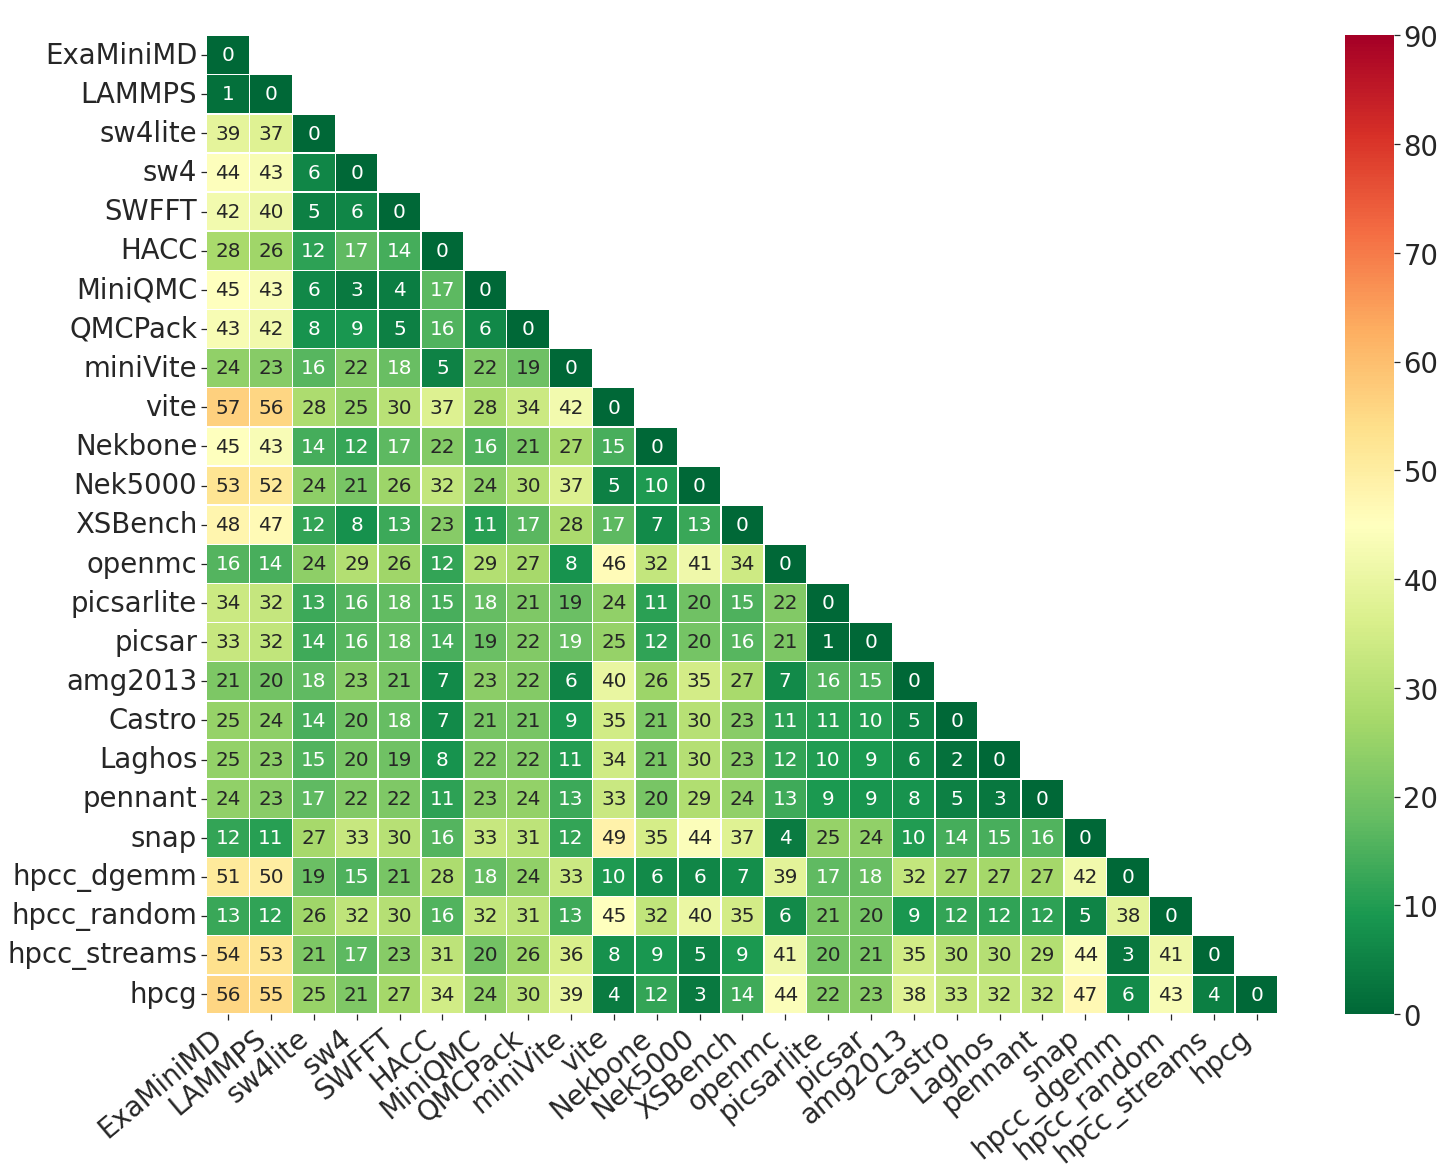 ExaMiniMD 0
LAMMPS 1 0
sw4lite 39 37 0
sw4 44 43 6 0
SWFFT 42 40 5 6 0
HACC 28 26 12 17 14 0
MiniQMC 45 43 6 3 4 17 0
QMCPack 43 42 8 9 5 16 6 0
miniVite 24 23 16 22 18 5 22 19 0
vite 57 56 28 25 30 37 28 34 42 0
Nekbone 45 43 14 12 17 22 16 21 27 15 0
Nek5000 53 52 24 21 26 32 24 30 37 5 10 0
XSBench 48 47 12 8 13 23 11 17 28 17 7 13 0
openmc 16 14 24 29 26 12 29 27 8 46 32 41 34 0
picsarlite 34 32 13 16 18 15 18 21 19 24 11 20 15 22 0
picsar 33 32 14 16 18 14 19 22 19 25 12 20 16 21 1 0
amg2013 21 20 18 23 21 7 23 22 6 40 26 35 27 7 16 15 0
Castro 25 24 14 20 18 7 21 21 9 35 21 30 23 11 11 10 5 0
Laghos 25 23 15 20 19 8 22 22 11 34 21 30 23 12 10 9 6 2 0
pennant 24 23 17 22 22 11 23 24 13 33 20 29 24 13 9 9 8 5 3 0
snap 12 11 27 33 30 16 33 31 12 49 35 44 37 4 25 24 10 14 15 16 0
hpcc_dgemm 51 50 19 15 21 28 18 24 33 10 6 6 7 39 17 18 32 27 27 27 42 0
hpcc_random 13 12 26 32 30 16 32 31 13 45 32 40 35 6 21 20 9 12 12 12 5 38 0
hpcc_streams 54 53 21 17 23 31 20 26 36 8 9 5 9 41 20 21 35 30 30 29 44 3 41 0
hpcg 56 55 25 21 27 34 24 30 39 4 12 3 14 44 22 23 38 33 32 32 47 6 43 4 0
ExaMiniMD
LAMMPS
sw4lite
sw4
SWFFT
HACC
MiniQMC
QMCPack
miniVite
vite
Nekbone
Nek5000
XSBench
openmc
picsarlite
picsar
amg2013
Castro
Laghos
pennant
snap
hpcc_dgemm
hpcc_random
hpcc_streams
hpcg
90
80
70
60
50
40
30
20
10
0